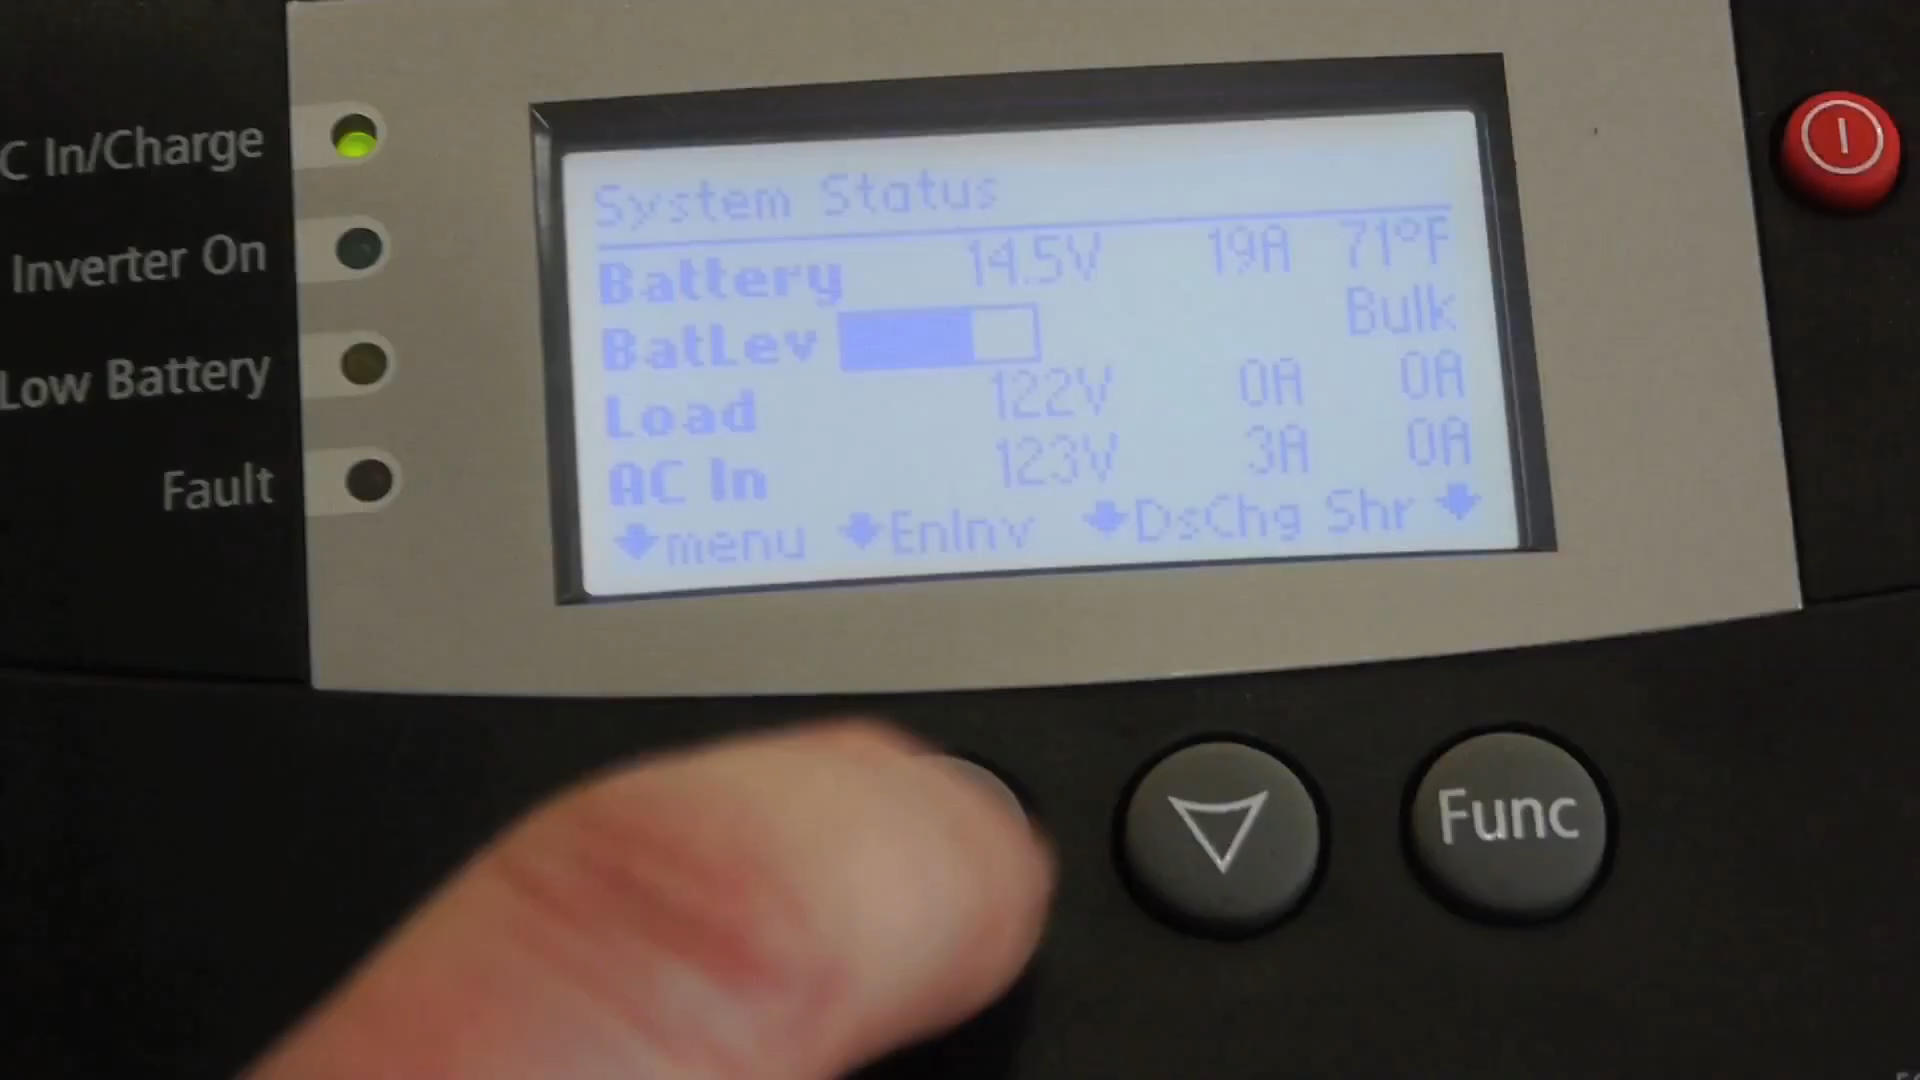 C In/Charge
Inverter On
Low Battery
Fault
System Status
Battery 14.5V 19A 71°F
BatLev Bulk
Load 122V 0A 0A
AC In 123V 3A 0A
menu EnInv DsChg Shr
Func